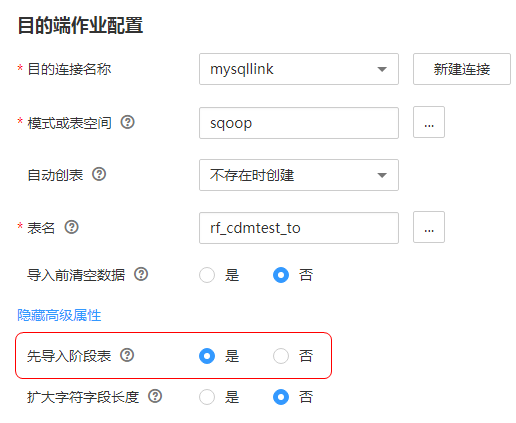 目的端作业配置
* 目的连接名称 mysqllink 新建连接
* 模式或表空间 ? sqoop ...
自动创表 ? 不存在时创建
* 表名 ? rf_cdmtest_to ...
导入前清空数据 ? 是 否
隐藏高级属性
先导入阶段表 ? 是 否
扩大字符字段长度 ? 是 否